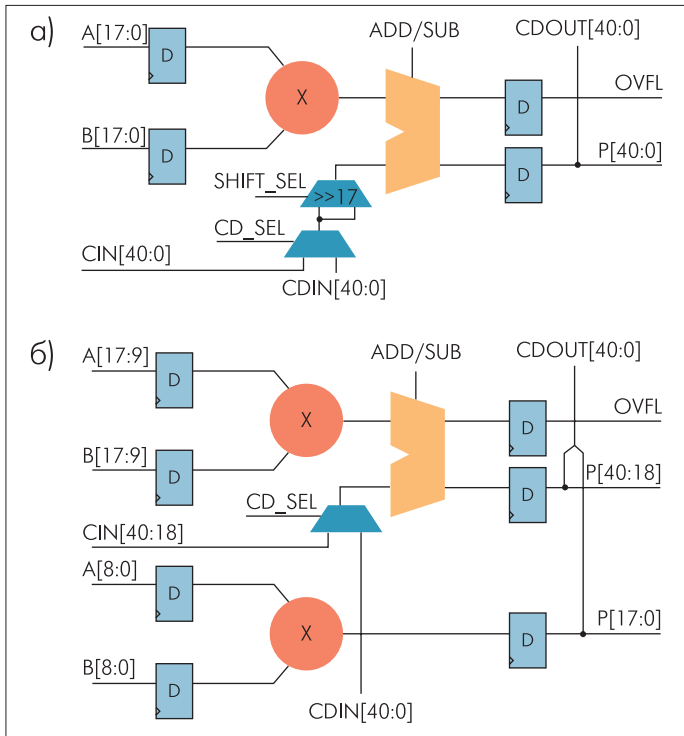 а)
A[17:0]
D
ADD/SUB
CDOUT[40:0]
X
D
OVFL
B[17:0]
D
D
P[40:0]
SHIFT_SEL
>>17
CD_SEL
CIN[40:0]
CDIN[40:0]
б)
A[17:9]
D
ADD/SUB
CDOUT[40:0]
X
D
OVFL
B[17:9]
D
D
P[40:18]
CD_SEL
CIN[40:18]
A[8:0]
D
X
D
P[17:0]
B[8:0]
D
CDIN[40:0]